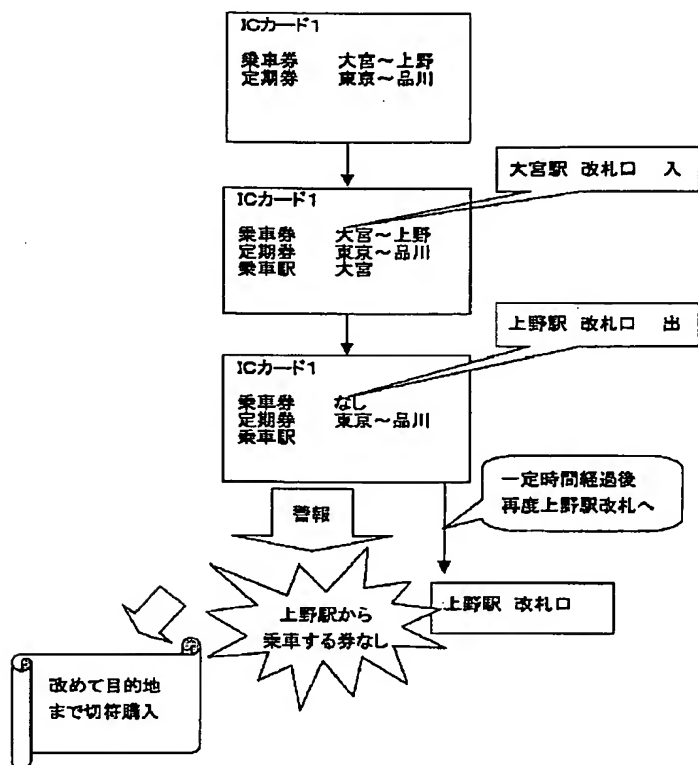 ICカード1
乗車券 大宮～上野
定期券 東京～品川
大宮駅 改札口 入
ICカード1
乗車券 大宮～上野
定期券 東京～品川
乗車駅 大宮
上野駅 改札口 出
ICカード1
乗車券 なし
定期券 東京～品川
乗車駅
一定時間経過後
再度上野駅改札へ
警報
上野駅から
乗車する券なし
上野駅 改札口
改めて目的地
まで切符購入